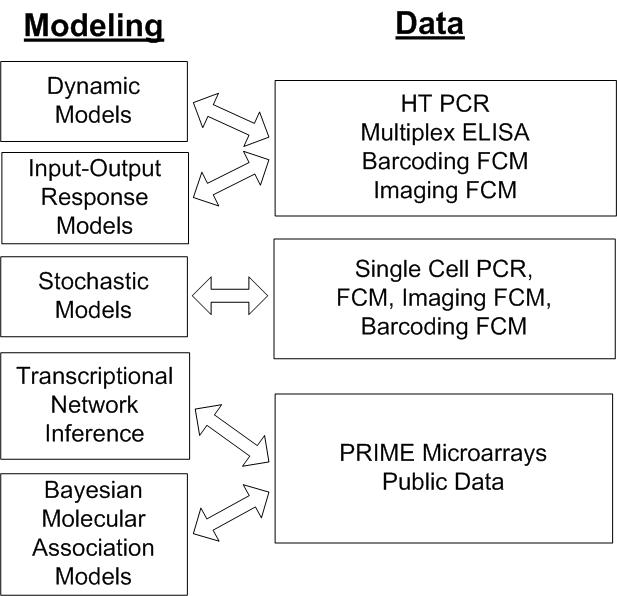 Modeling
Data
Dynamic
Models
HT PCR
Multiplex ELISA
Barcoding FCM
Imaging FCM
Input-Output
Response
Models
Stochastic
Models
Single Cell PCR,
FCM, Imaging FCM,
Barcoding FCM
Transcriptional
Network
Inference
PRIME Microarrays
Public Data
Bayesian
Molecular
Association
Models